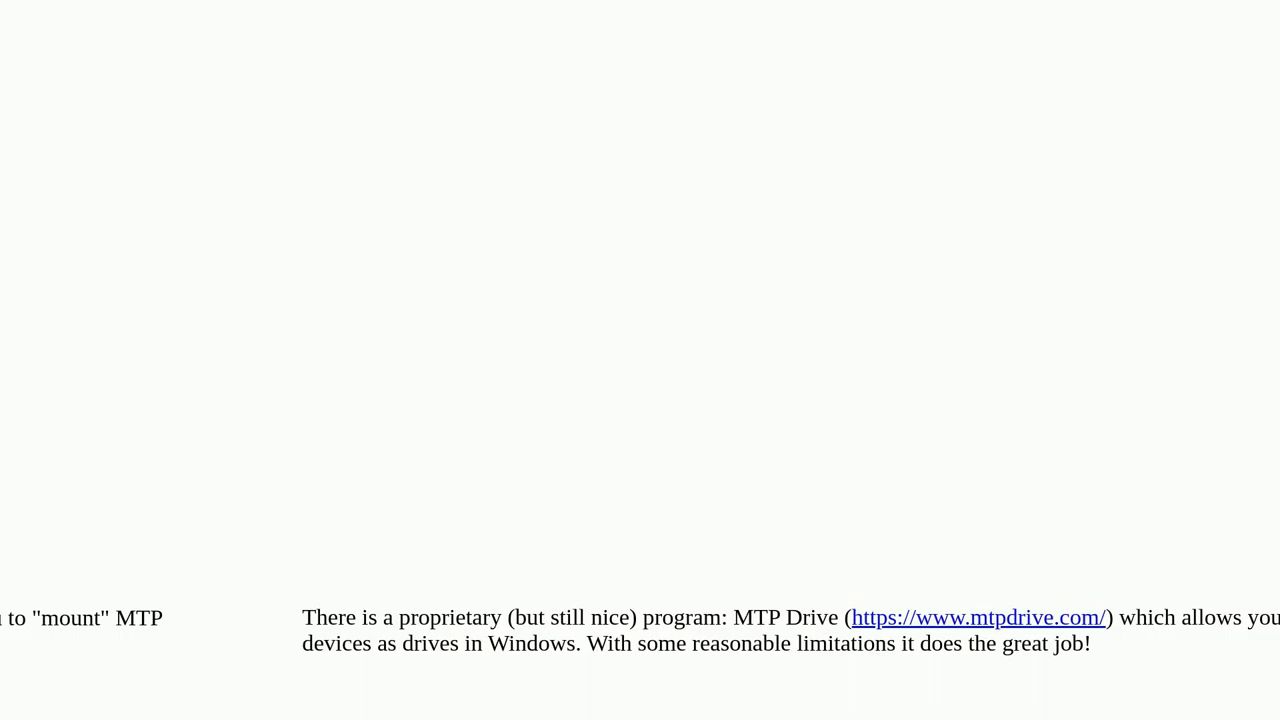 to "mount" MTP
There is a proprietary (but still nice) program: MTP Drive (https://www.mtpdrive.com/) which allows you
devices as drives in Windows. With some reasonable limitations it does the great job!